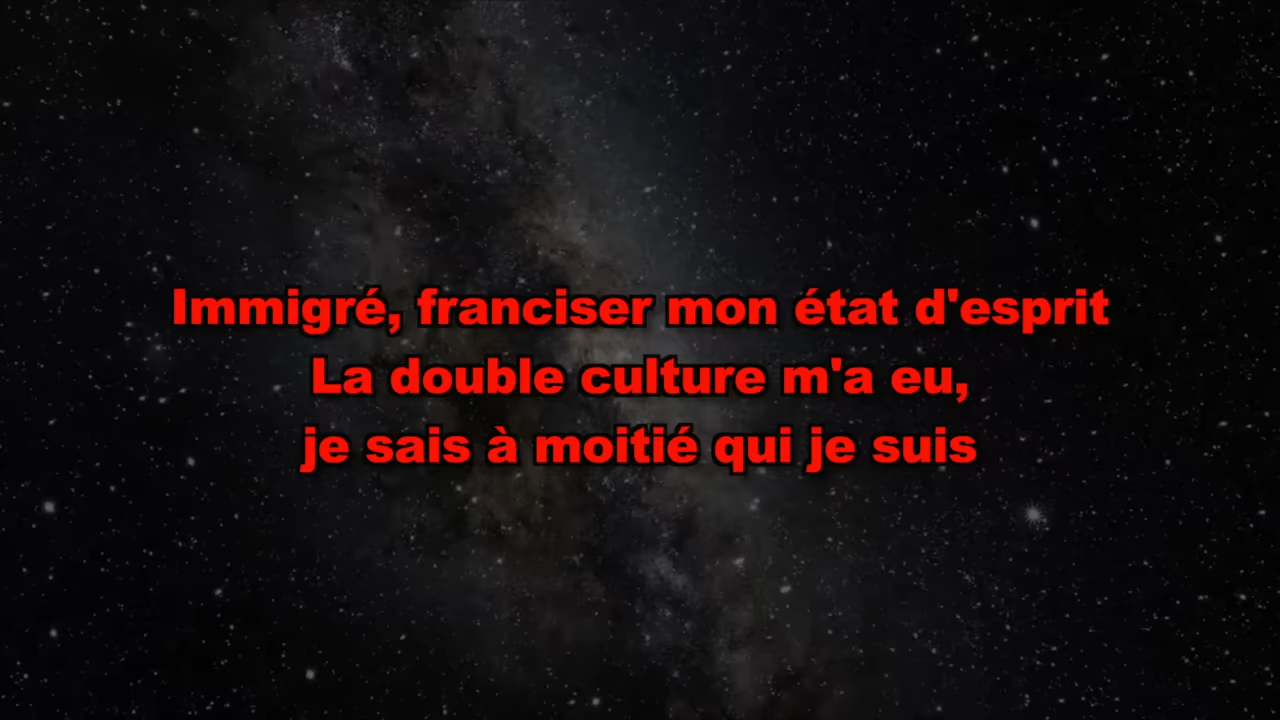 Immigré, franciser mon état d'esprit
La double culture m'a eu,
je sais à moitié qui je suis